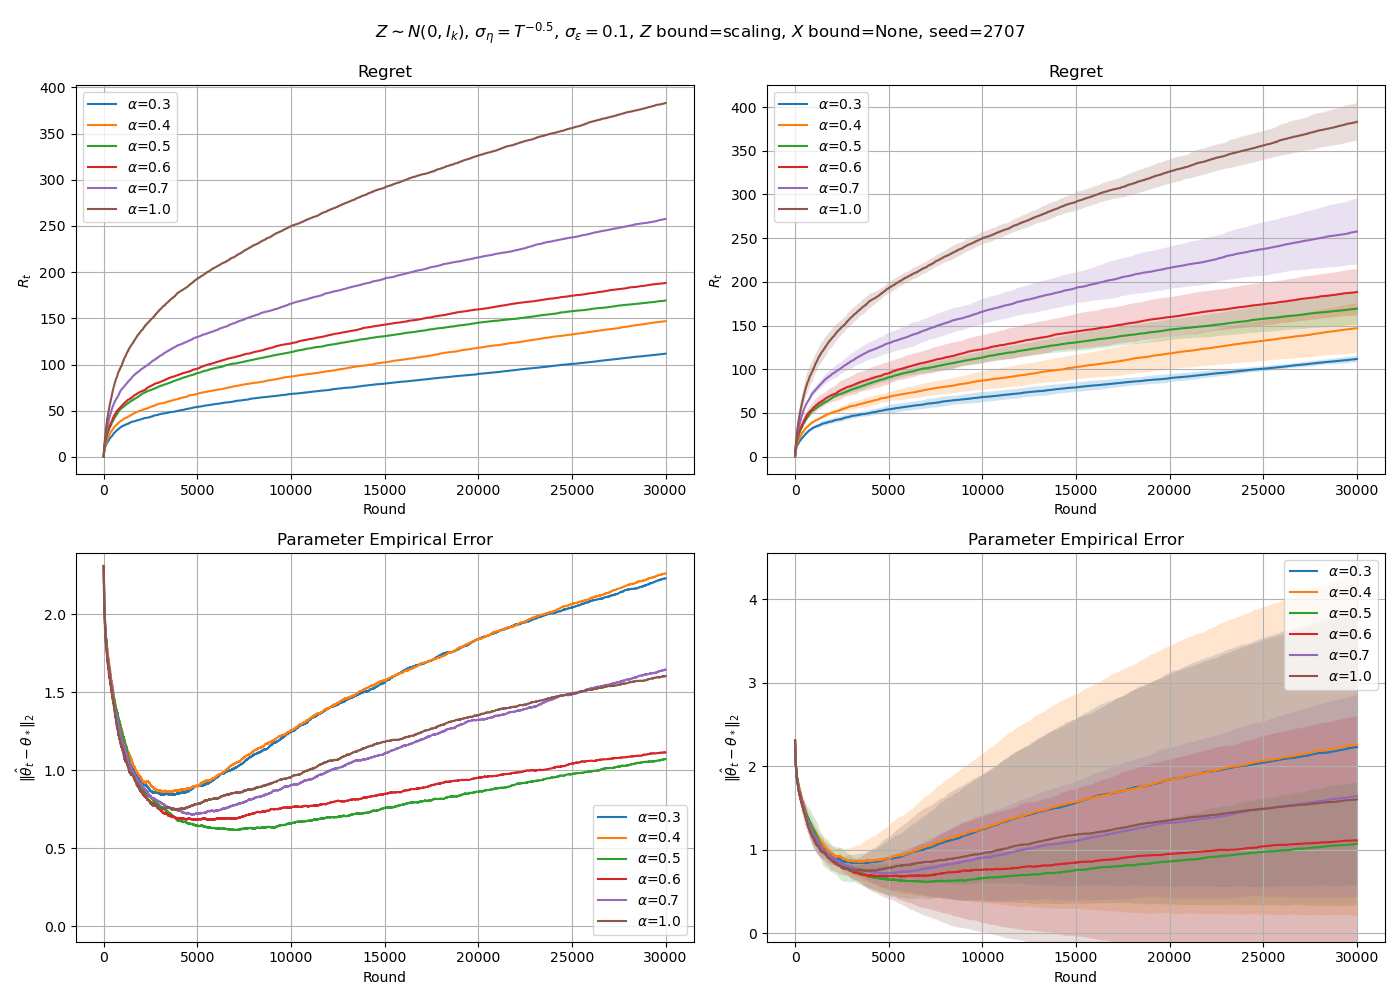 Z ∼ N(0, I_k), σ_η = T^{−0.5}, σ_ε = 0.1, Z bound=scaling, X bound=None, seed=2707
Regret
R_t
400
350
300
250
200
150
100
50
0
α=0.3
α=0.4
α=0.5
α=0.6
α=0.7
α=1.0
0 5000 10000 15000 20000 25000 30000
Round
Regret
R_t
400
350
300
250
200
150
100
50
0
α=0.3
α=0.4
α=0.5
α=0.6
α=0.7
α=1.0
0 5000 10000 15000 20000 25000 30000
Round
Parameter Empirical Error
‖θ̂_t − θ_*‖_2
2.0
1.5
1.0
0.5
0.0
α=0.3
α=0.4
α=0.5
α=0.6
α=0.7
α=1.0
0 5000 10000 15000 20000 25000 30000
Round
Parameter Empirical Error
‖θ̂_t − θ_*‖_2
4
3
2
1
0
α=0.3
α=0.4
α=0.5
α=0.6
α=0.7
α=1.0
0 5000 10000 15000 20000 25000 30000
Round